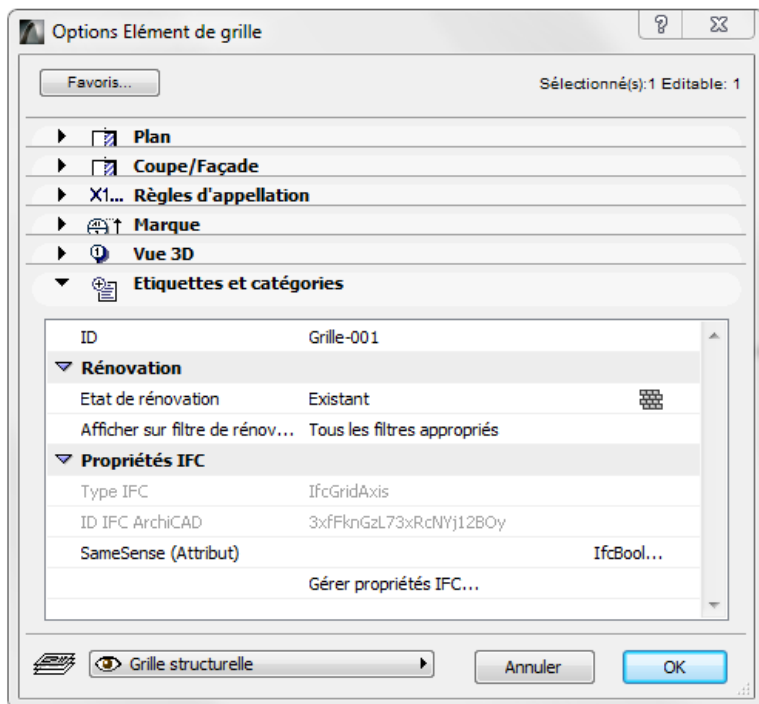 Options Elément de grille
Favoris...
Sélectionné(s):1 Editable: 1
Plan
Coupe/Façade
X1... Règles d'appellation
Marque
Vue 3D
Etiquettes et catégories
ID Grille-001
Rénovation
Etat de rénovation Existant
Afficher sur filtre de rénov... Tous les filtres appropriés
Propriétés IFC
Type IFC IfcGridAxis
ID IFC ArchiCAD 3xfFknGzL73xRcNYj12BOy
SameSense (Attribut) IfcBool...
Gérer propriétés IFC...
Grille structurelle
Annuler
OK